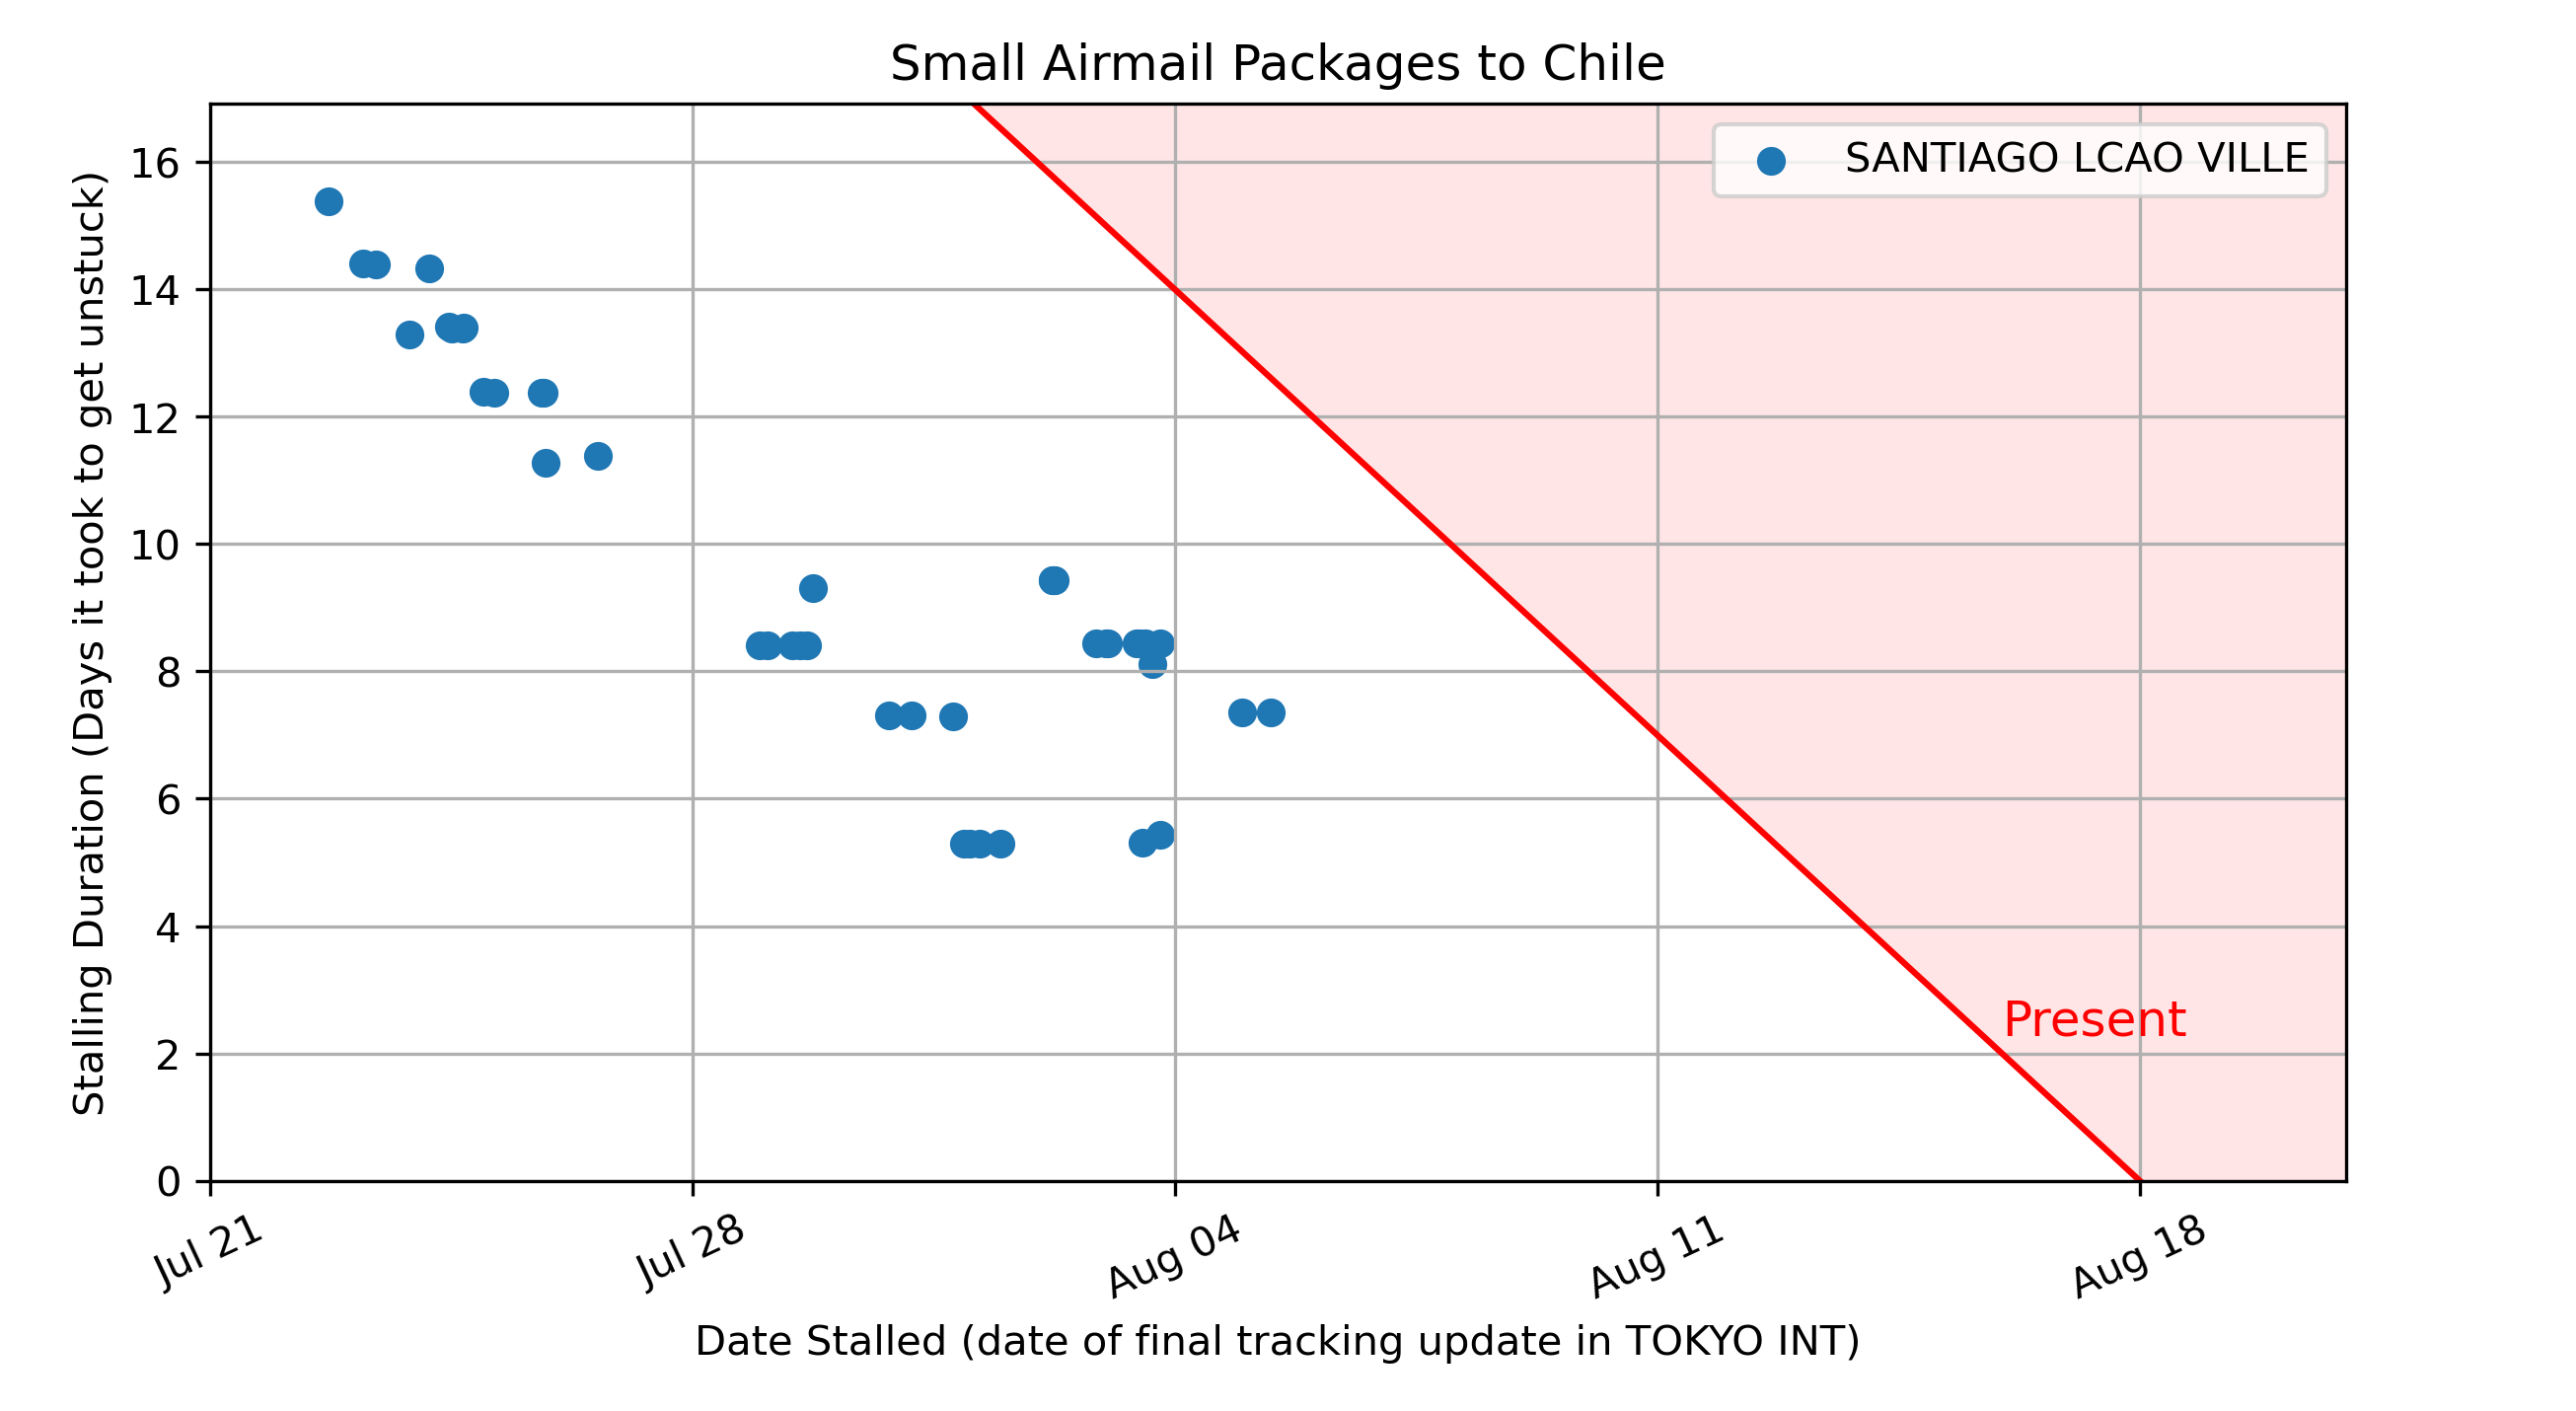 Small Airmail Packages to Chile
SANTIAGO LCAO VILLE
Stalling Duration (Days it took to get unstuck)
16
14
12
10
8
6
4
2
0
Present
Jul 21
Jul 28
Aug 04
Aug 11
Aug 18
Date Stalled (date of final tracking update in TOKYO INT)